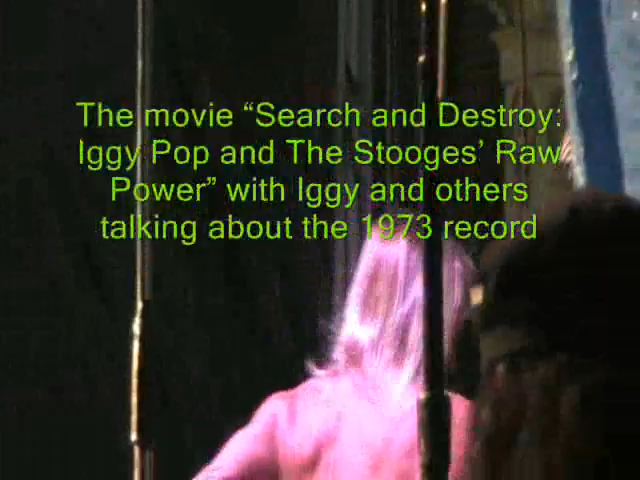 The movie “Search and Destroy:
Iggy Pop and The Stooges’ Raw
Power” with Iggy and others
talking about the 1973 record